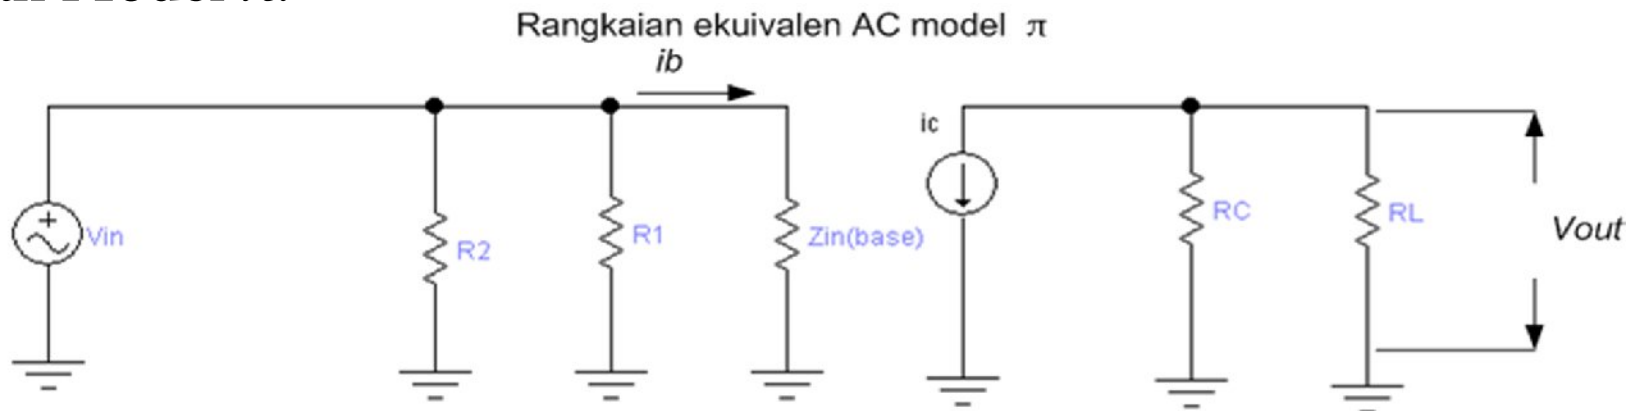 Rangkaian ekuivalen AC model π
ib
ic
Vin
R2
R1
Zin(base)
RC
RL
Vout